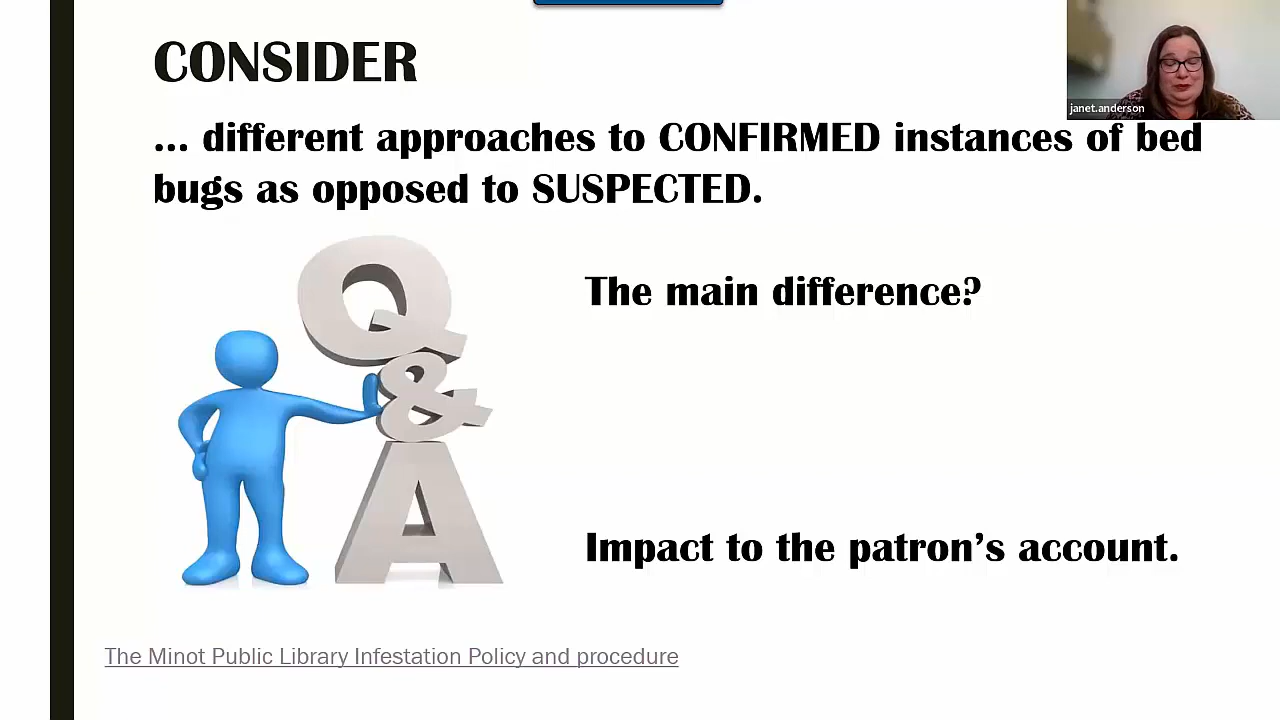 CONSIDER
janet.anderson
... different approaches to CONFIRMED instances of bed
bugs as opposed to SUSPECTED.
Q
&
A
The main difference?
Impact to the patron’s account.
The Minot Public Library Infestation Policy and procedure